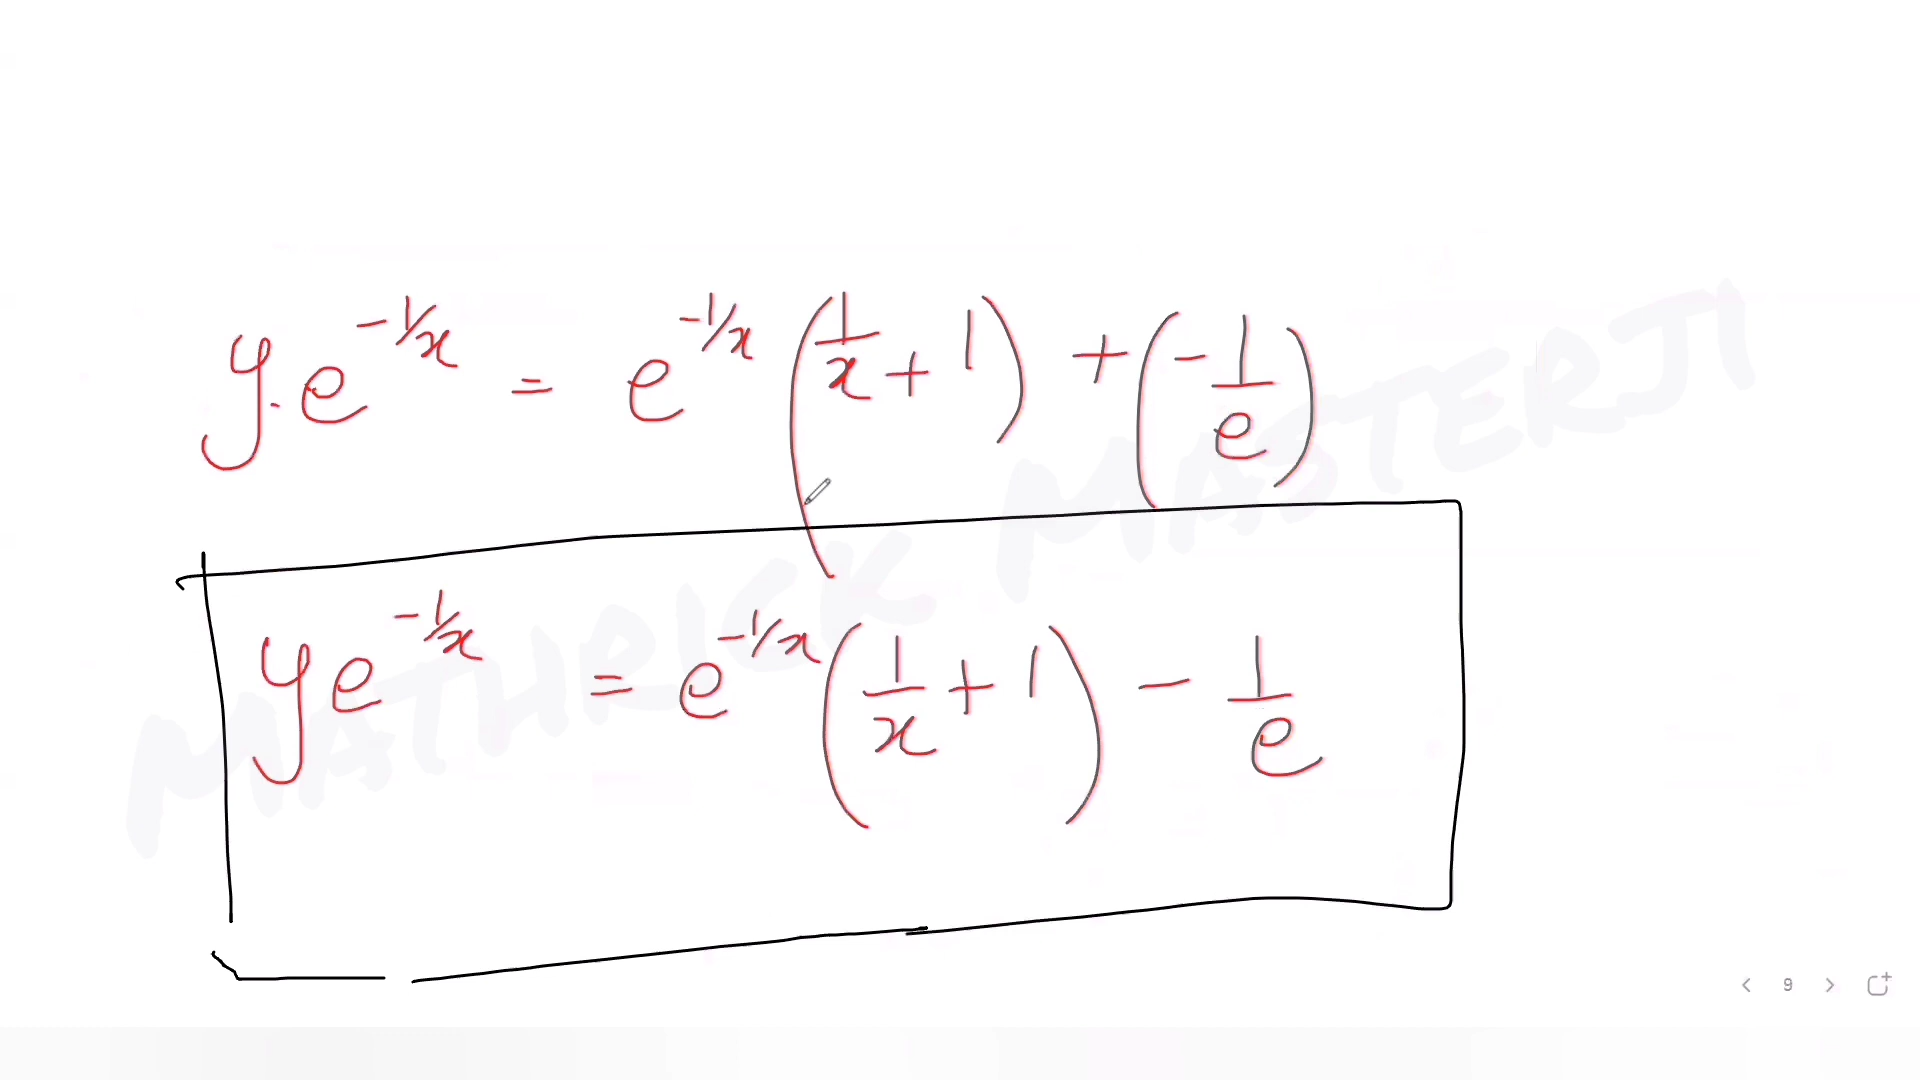 y.e^{-1/x} = e^{-1/x} (1/x + 1) + (-1/e)
ye^{-1/x} = e^{-1/x} (1/x + 1) - 1/e
MATHRICK MASTERJI
< 9 >